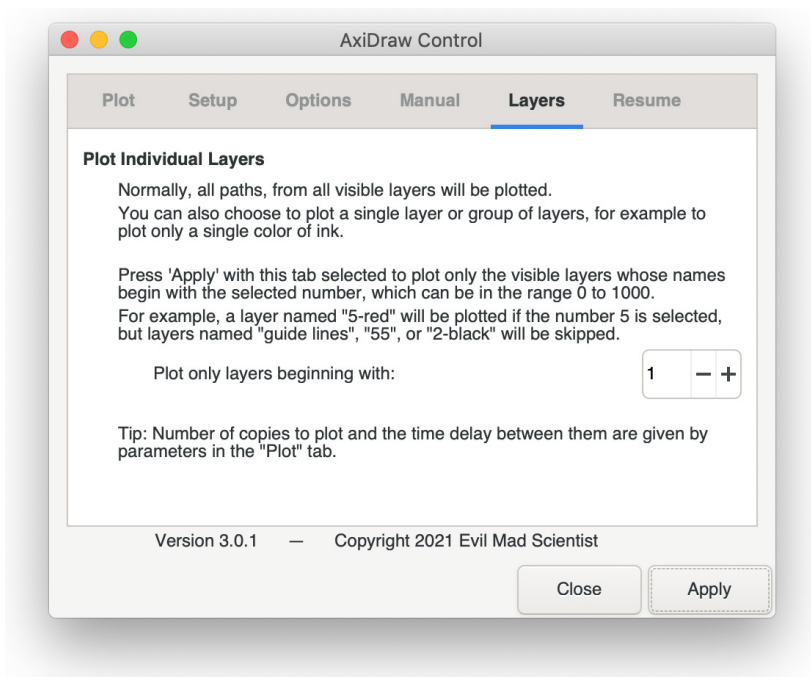 AxiDraw Control
Plot Setup Options Manual Layers Resume
Plot Individual Layers
Normally, all paths, from all visible layers will be plotted.
You can also choose to plot a single layer or group of layers, for example to
plot only a single color of ink.
Press 'Apply' with this tab selected to plot only the visible layers whose names
begin with the selected number, which can be in the range 0 to 1000.
For example, a layer named "5-red" will be plotted if the number 5 is selected,
but layers named "guide lines", "55", or "2-black" will be skipped.
Plot only layers beginning with: 1 − +
Tip: Number of copies to plot and the time delay between them are given by
parameters in the "Plot" tab.
Version 3.0.1 — Copyright 2021 Evil Mad Scientist
Close Apply